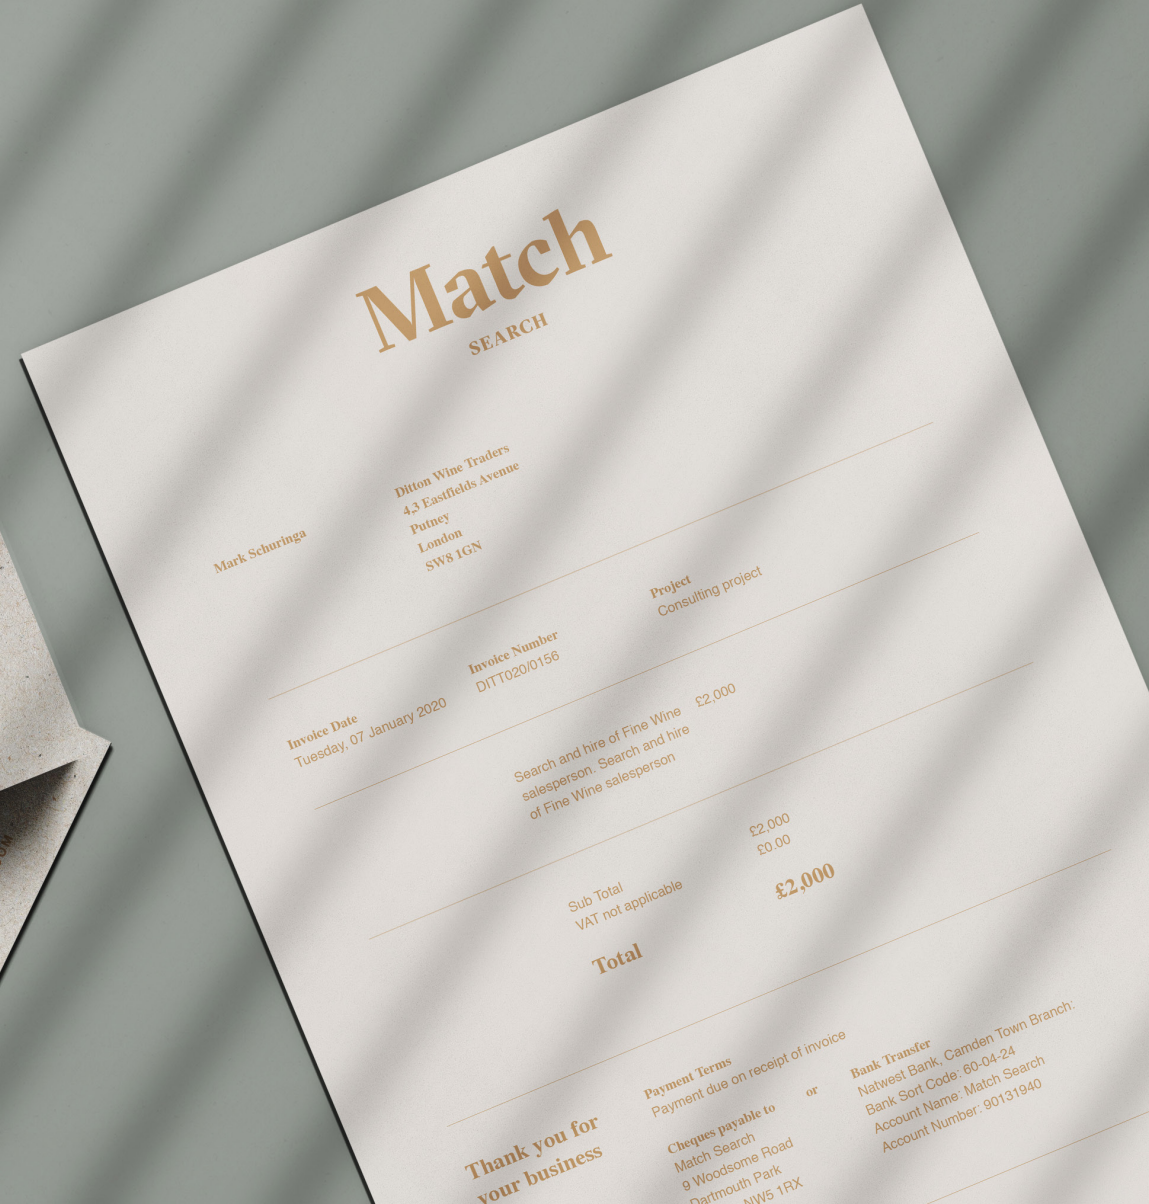 Match
SEARCH
Mark Schuringa
Ditton Wine Traders
4,3 Eastfields Avenue
Putney
London
SW8 1GN
Invoice Date
Tuesday, 07 January 2020
Invoice Number
DITT020/0156
Project
Consulting project
Search and hire of Fine Wine
salesperson. Search and hire
of Fine Wine salesperson
£2,000
Sub Total
£2,000
VAT not applicable
£0.00
Total
£2,000
Thank you for
your business
Payment Terms
Payment due on receipt of invoice
Cheques payable to
Match Search
9 Woodsome Road
Dartmouth Park
NW5 1RX
or
Bank Transfer
Natwest Bank, Camden Town Branch:
Bank Sort Code: 60-04-24
Account Name: Match Search
Account Number: 90131940